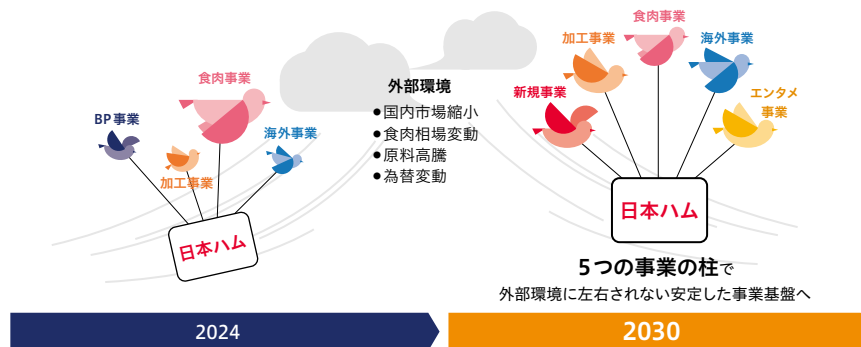 BP事業
加工事業
食肉事業
海外事業
日本ハム
外部環境
●国内市場縮小
●食肉相場変動
●原料高騰
●為替変動
新規事業
加工事業
食肉事業
海外事業
エンタメ
事業
日本ハム
5つの事業の柱で
外部環境に左右されない安定した事業基盤へ
2024
2030